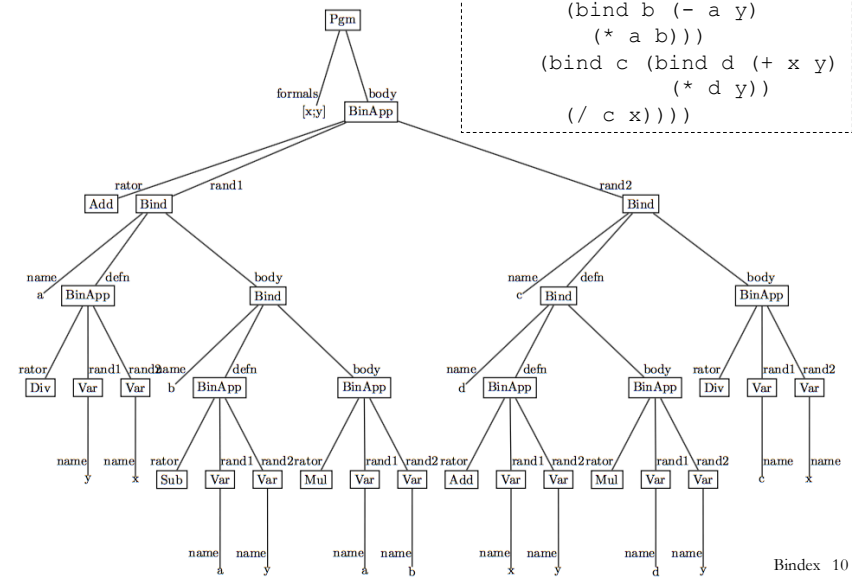 (bind b (- a y)
(* a b)))
(bind c (bind d (+ x y)
(* d y))
(/ c x))))
Pgm
formals body
[x;y] BinApp
rator rand1 rand2
Add Bind Bind
name defn body name defn body
a BinApp Bind c Bind BinApp
rator rand1 rand2 name defn body name defn body rator rand1 rand2
Div Var Var b BinApp BinApp d BinApp BinApp Div Var Var
name name rator rand1 rand2 rator rand1 rand2 rator rand1 rand2 rator rand1 rand2 name name
y x Sub Var Var Mul Var Var Add Var Var Mul Var Var c x
name name name name name name name name
a y a b x y d y
Bindex 10